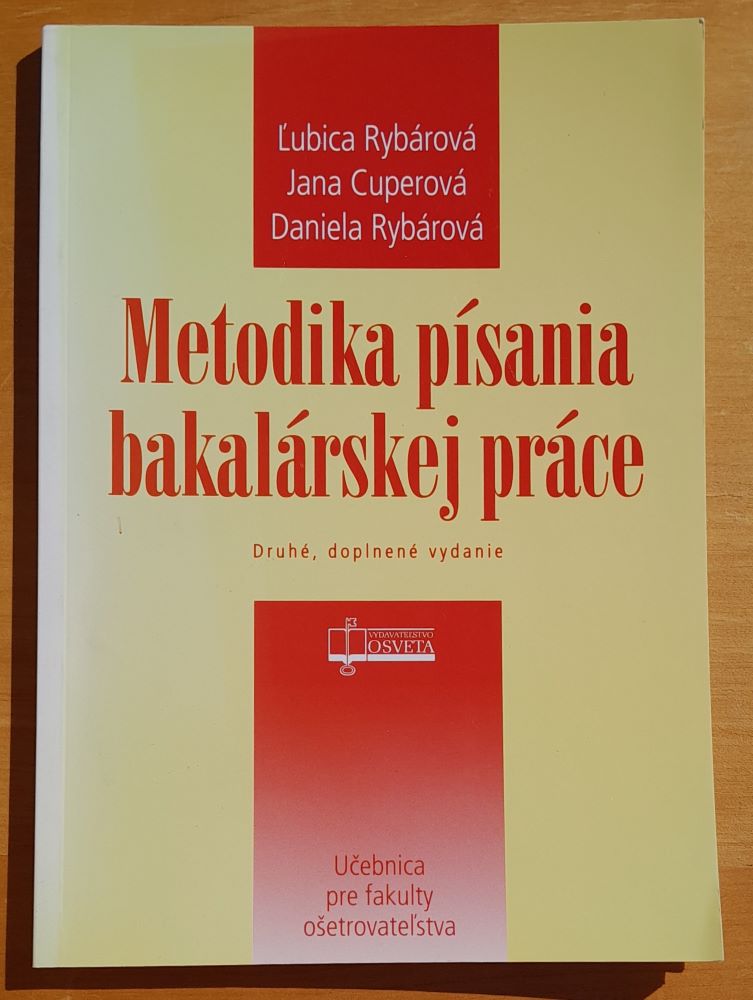 Ľubica Rybárová
Jana Cuperová
Daniela Rybárová
Metodika písania
bakalárskej práce
Druhé, doplnené vydanie
VYDAVATEĽSTVO
OSVETA
Učebnica
pre fakulty
ošetrovateľstva